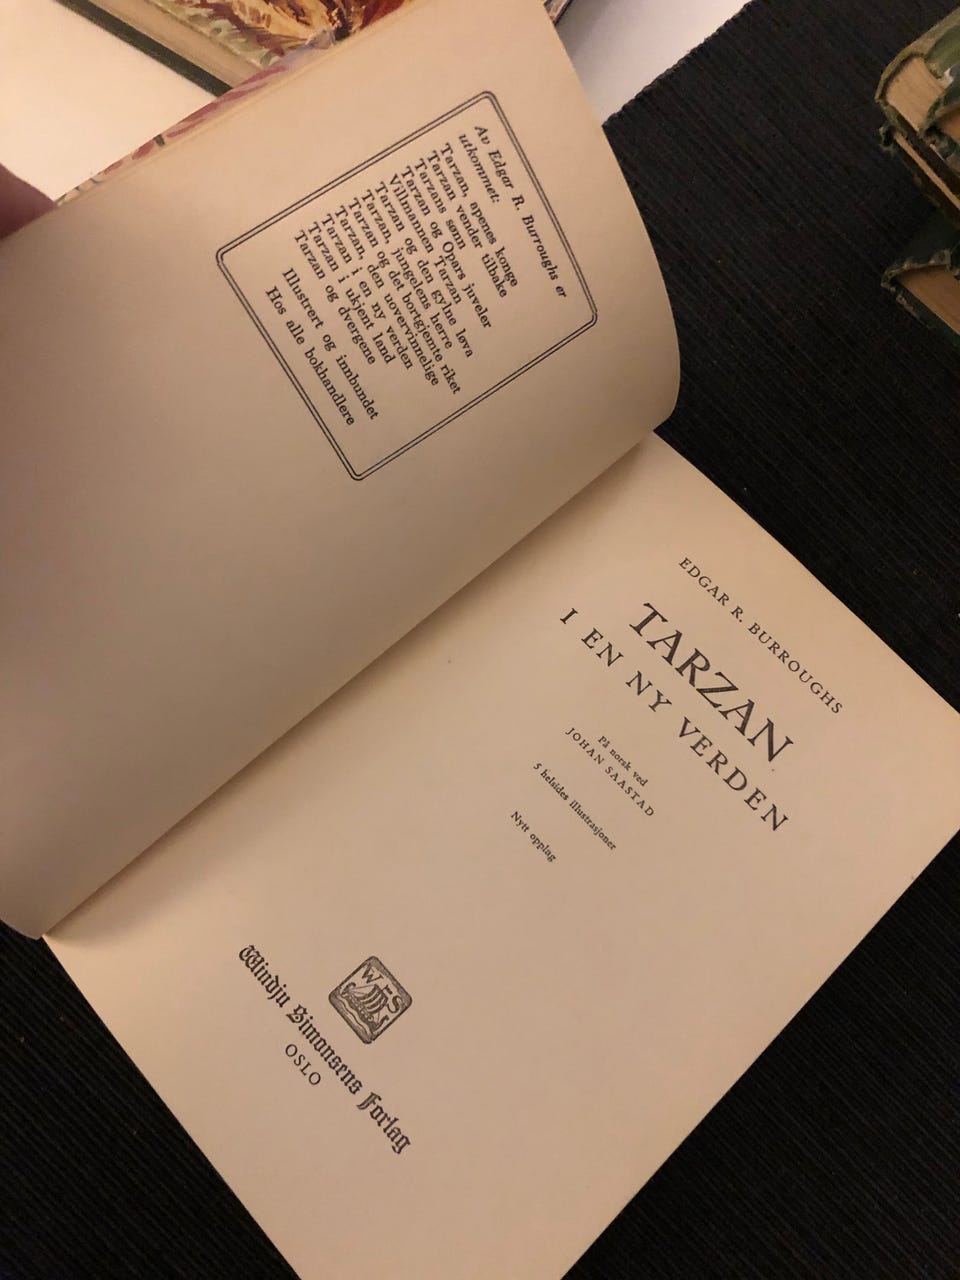 Av Edgar R. Burroughs er
utkommet:
Tarzan, apenes konge
Tarzan vender tilbake
Tarzans sønn
Tarzan og Opars juveler
Villmannen Tarzan
Tarzan og den gylne løva
Tarzan, jungelens herre
Tarzan og det bortgjemte riket
Tarzan, den uovervinnelige
Tarzan i en ny verden
Tarzan i ukjent land
Tarzan og dvergene
Illustrert og innbundet
Hos alle bokhandlere
EDGAR R. BURROUGHS
TARZAN
I EN NY VERDEN
På norsk ved
JOHAN SAASTAD
5 helsides illustrasjoner
Nytt opplag
W S
Windju Simonsens Forlag
OSLO